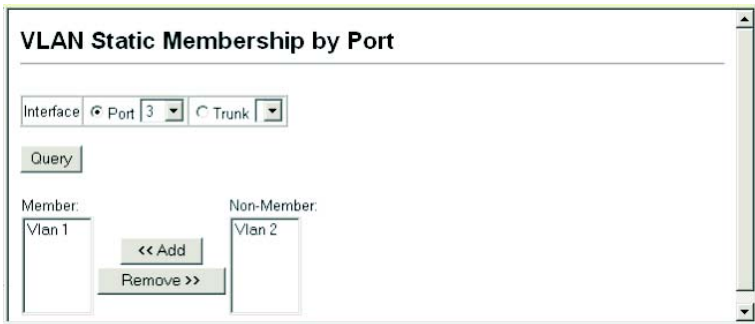 VLAN Static Membership by Port
Interface Port 3 Trunk
Query
Member: Non-Member:
Vlan 1 Vlan 2
<< Add
Remove >>